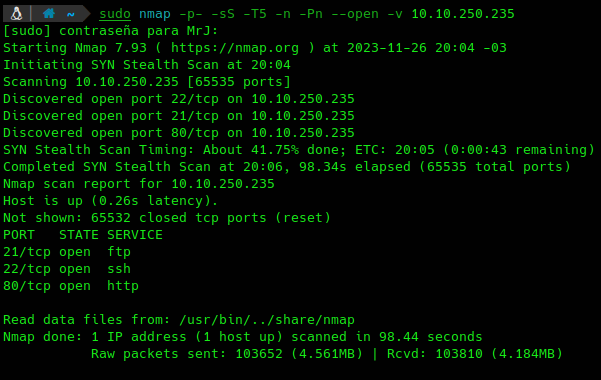 ~ sudo nmap -p- -sS -T5 -n -Pn --open -v 10.10.250.235
[sudo] contraseña para MrJ:
Starting Nmap 7.93 ( https://nmap.org ) at 2023-11-26 20:04 -03
Initiating SYN Stealth Scan at 20:04
Scanning 10.10.250.235 [65535 ports]
Discovered open port 22/tcp on 10.10.250.235
Discovered open port 21/tcp on 10.10.250.235
Discovered open port 80/tcp on 10.10.250.235
SYN Stealth Scan Timing: About 41.75% done; ETC: 20:05 (0:00:43 remaining)
Completed SYN Stealth Scan at 20:06, 98.34s elapsed (65535 total ports)
Nmap scan report for 10.10.250.235
Host is up (0.26s latency).
Not shown: 65532 closed tcp ports (reset)
PORT   STATE SERVICE
21/tcp open  ftp
22/tcp open  ssh
80/tcp open  http
Read data files from: /usr/bin/../share/nmap
Nmap done: 1 IP address (1 host up) scanned in 98.44 seconds
           Raw packets sent: 103652 (4.561MB) | Rcvd: 103810 (4.184MB)